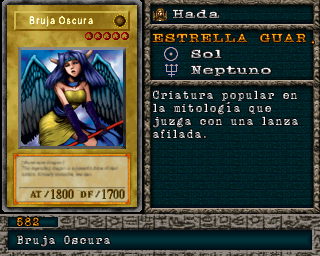 Bruja Oscura
Hada
ESTRELLA GUAR.
Sol
Neptuno
Criatura popular en
la mitología que
juzga con una lanza
afilada.
AT/1800 DF/1700
582
Bruja Oscura